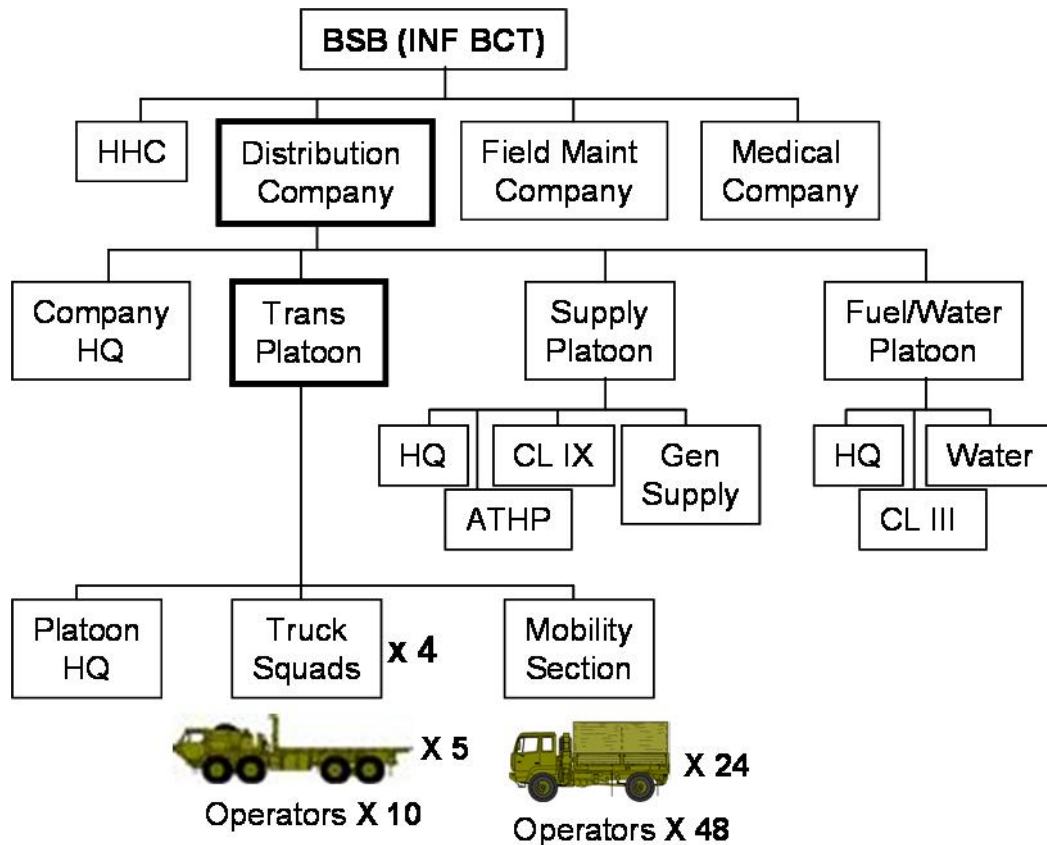 BSB (INF BCT)
HHC
Distribution
Company
Field Maint
Company
Medical
Company
Company
HQ
Trans
Platoon
Supply
Platoon
Fuel/Water
Platoon
HQ
CL IX
Gen
Supply
ATHP
HQ
Water
CL III
Platoon
HQ
Truck
Squads
x 4
Mobility
Section
X 5
Operators X 10
X 24
Operators X 48